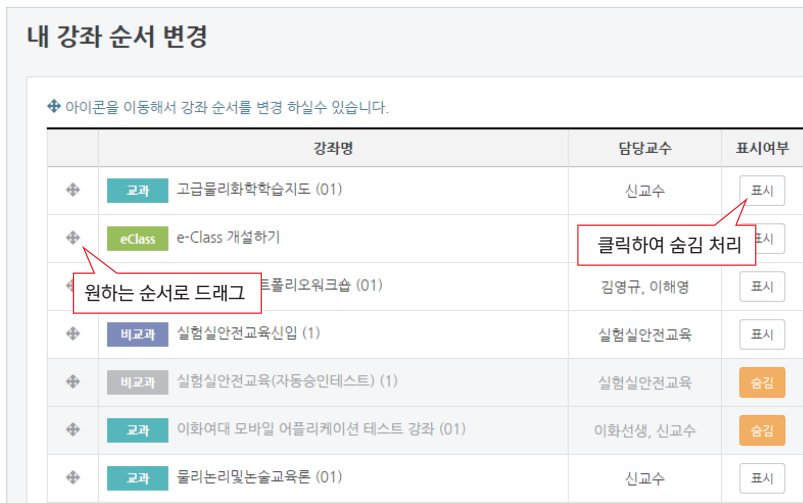 내 강좌 순서 변경
아이콘을 이동해서 강좌 순서를 변경 하실수 있습니다.
강좌명 담당교수 표시여부
교과 고급물리화학학습지도 (01) 신교수 표시
eClass e-Class 개설하기 표시
클릭하여 숨김 처리
원하는 순서로 드래그
트폴리오워크숍 (01) 김영규, 이해영 표시
비교과 실험실안전교육신입 (1) 실험실안전교육 표시
비교과 실험실안전교육(자동승인테스트) (1) 실험실안전교육 숨김
교과 이화여대 모바일 어플리케이션 테스트 강좌 (01) 이화선생, 신교수 숨김
교과 물리논리및논술교육론 (01) 신교수 표시